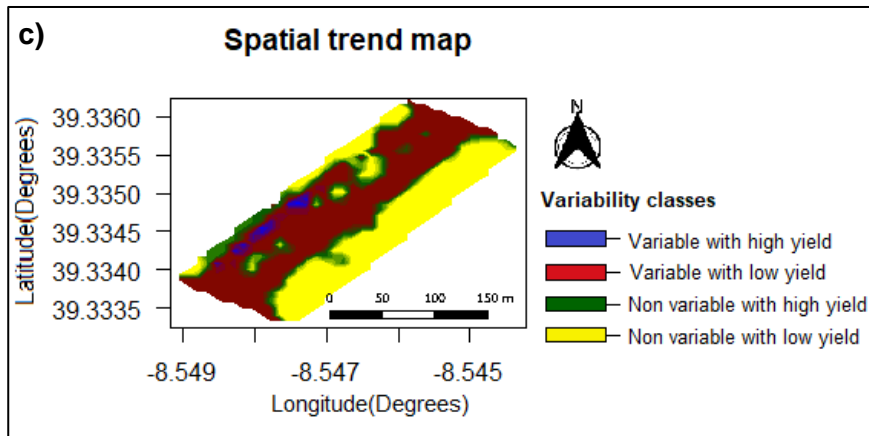 c)
Spatial trend map
Latitude(Degrees)
39.3360
39.3355
39.3350
39.3345
39.3340
39.3335
0 50 100 150 m
-8.549 -8.547 -8.545
Longitude(Degrees)
N
Variability classes
Variable with high yield
Variable with low yield
Non variable with high yield
Non variable with low yield